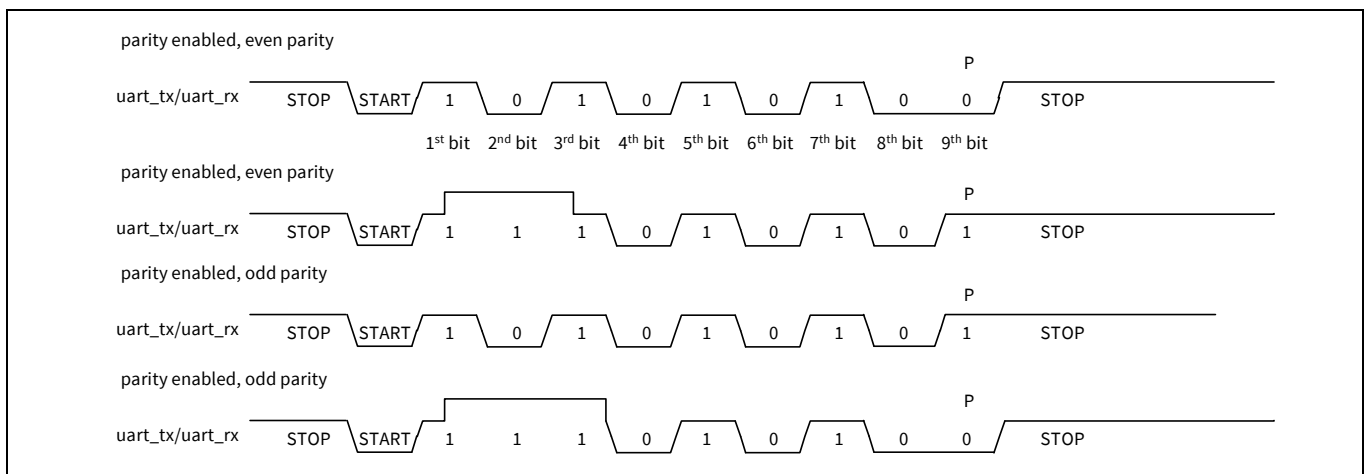 parity enabled, even parity
P
uart_tx/uart_rx STOP START 1 0 1 0 1 0 1 0 0 STOP
1st bit 2nd bit 3rd bit 4th bit 5th bit 6th bit 7th bit 8th bit 9th bit
parity enabled, even parity
P
uart_tx/uart_rx STOP START 1 1 1 0 1 0 1 0 1 STOP
parity enabled, odd parity
P
uart_tx/uart_rx STOP START 1 0 1 0 1 0 1 0 1 STOP
parity enabled, odd parity
P
uart_tx/uart_rx STOP START 1 1 1 0 1 0 1 0 0 STOP